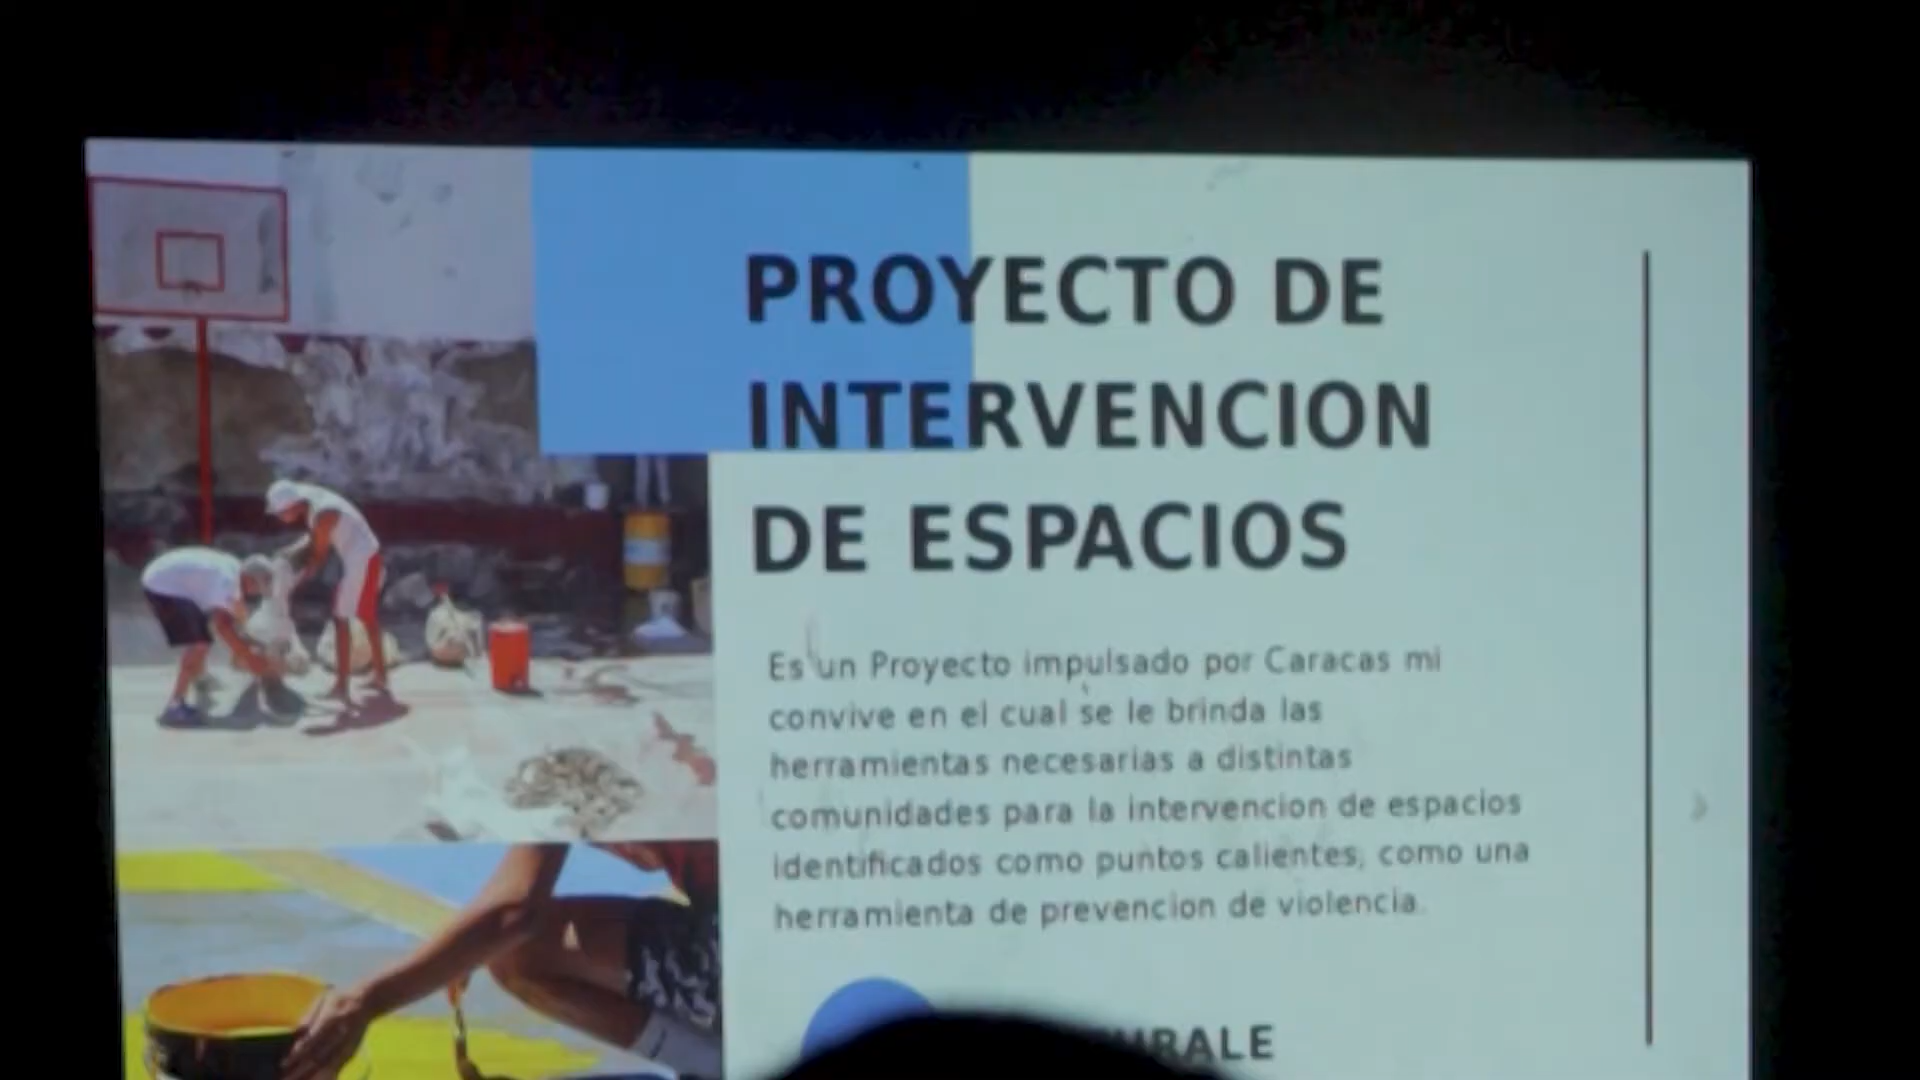 PROYECTO DE
INTERVENCION
DE ESPACIOS
Es un Proyecto impulsado por Caracas mi
convive en el cual se le brinda las
herramientas necesarias a distintas
comunidades para la intervencion de espacios
identificados como puntos calientes, como una
herramienta de prevencion de violencia.